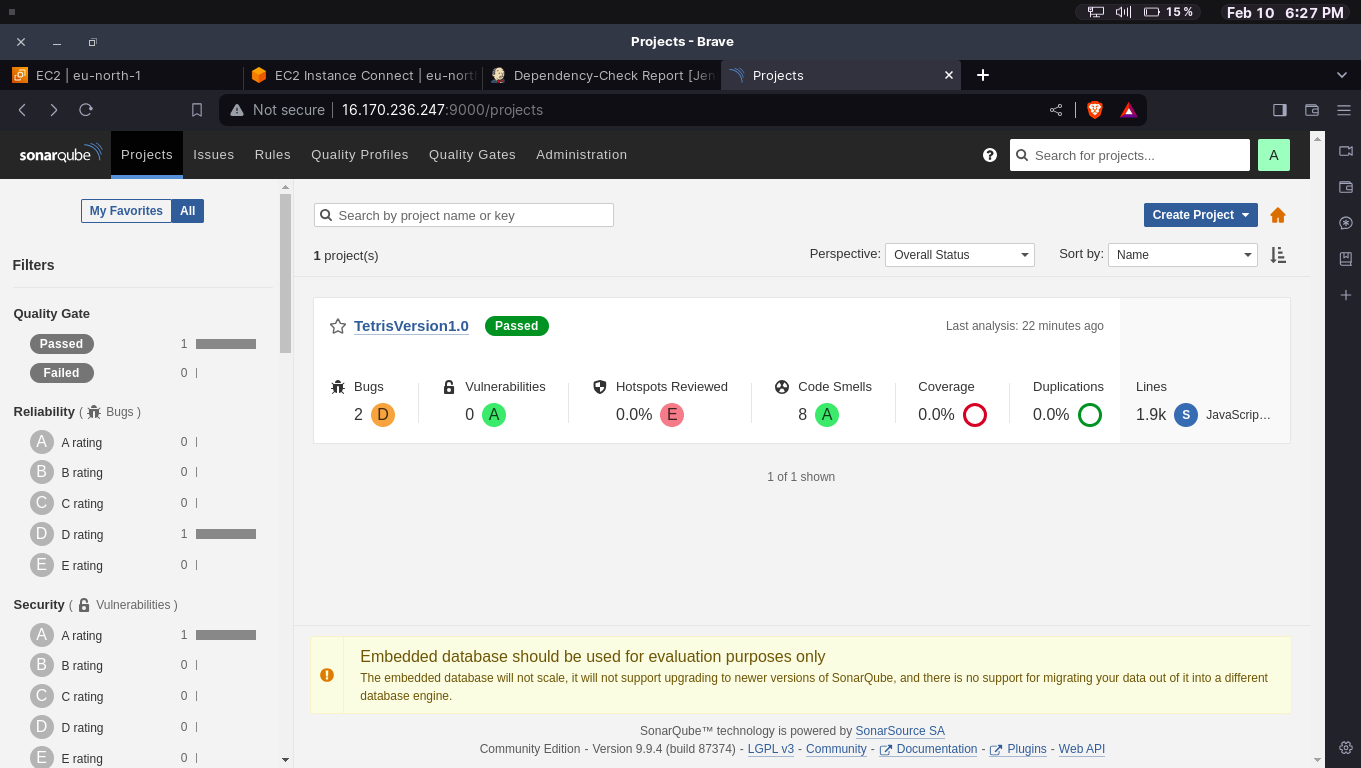 15 %
Feb 10 6:27 PM
Projects - Brave
EC2 | eu-north-1
EC2 Instance Connect | eu-nort
Dependency-Check Report [Jen
Projects
Not secure
16.170.236.247:9000/projects
sonarqube
Projects
Issues
Rules
Quality Profiles
Quality Gates
Administration
Search for projects...
A
My Favorites
All
Search by project name or key
Create Project
1 project(s)
Perspective:
Overall Status
Sort by:
Name
Filters
Quality Gate
Passed 1
Failed 0
Reliability ( Bugs )
A A rating 0
B B rating 0
C C rating 0
D D rating 1
E E rating 0
Security ( Vulnerabilities )
A A rating 1
B B rating 0
C C rating 0
D D rating 0
E E rating 0
TetrisVersion1.0
Passed
Last analysis: 22 minutes ago
Bugs
Vulnerabilities
Hotspots Reviewed
Code Smells
Coverage
Duplications
Lines
2 D
0 A
0.0% E
8 A
0.0%
0.0%
1.9k S JavaScrip…
1 of 1 shown
Embedded database should be used for evaluation purposes only
The embedded database will not scale, it will not support upgrading to newer versions of SonarQube, and there is no support for migrating your data out of it into a different
database engine.
SonarQube™ technology is powered by SonarSource SA
Community Edition - Version 9.9.4 (build 87374) - LGPL v3 - Community - Documentation - Plugins - Web API